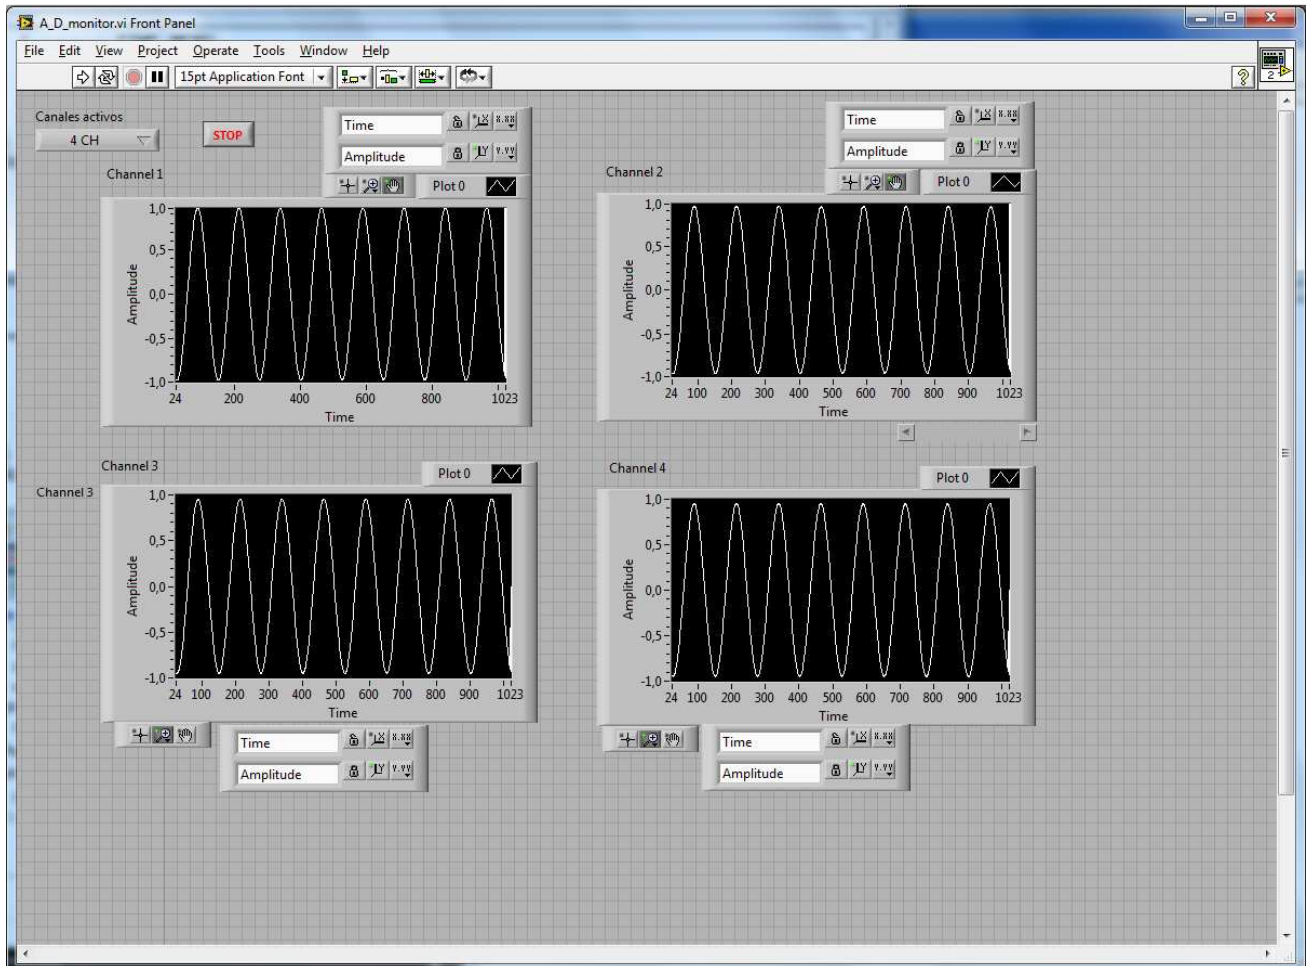 A_D_monitor.vi Front Panel
File Edit View Project Operate Tools Window Help
15pt Application Font
?
2
Canales activos
4 CH
STOP
Time
Amplitude
Channel 1
Plot 0
1,0
0,5
0,0
-0,5
-1,0
Amplitude
24 200 400 600 800 1023
Time
Time
Amplitude
Channel 2
Plot 0
1,0
0,5
0,0
-0,5
-1,0
Amplitude
24 100 200 300 400 500 600 700 800 900 1023
Time
Channel 3
Channel 3
Plot 0
1,0
0,5
0,0
-0,5
-1,0
Amplitude
24 100 200 300 400 500 600 700 800 900 1023
Time
Time
Amplitude
Channel 4
Plot 0
1,0
0,5
0,0
-0,5
-1,0
Amplitude
24 100 200 300 400 500 600 700 800 900 1023
Time
Time
Amplitude